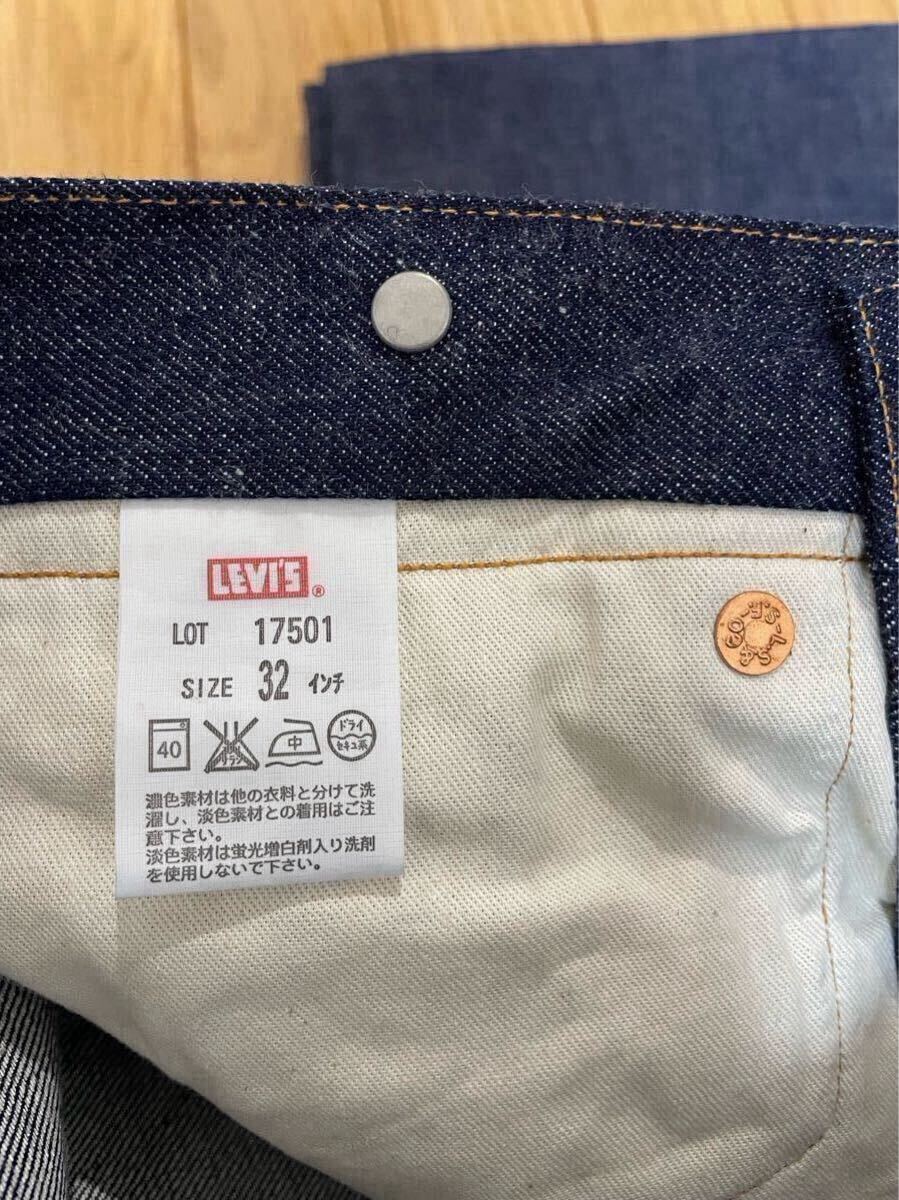 LEVI'S®
LOT 17501
SIZE 32 インチ
40
中
ドライ
セキユ系
濃色素材は他の衣料と分けて洗
濯し、淡色素材との着用はご注
意下さい。
淡色素材は蛍光増白剤入り洗剤
を使用しないで下さい。
L.S.&CO-S.F-